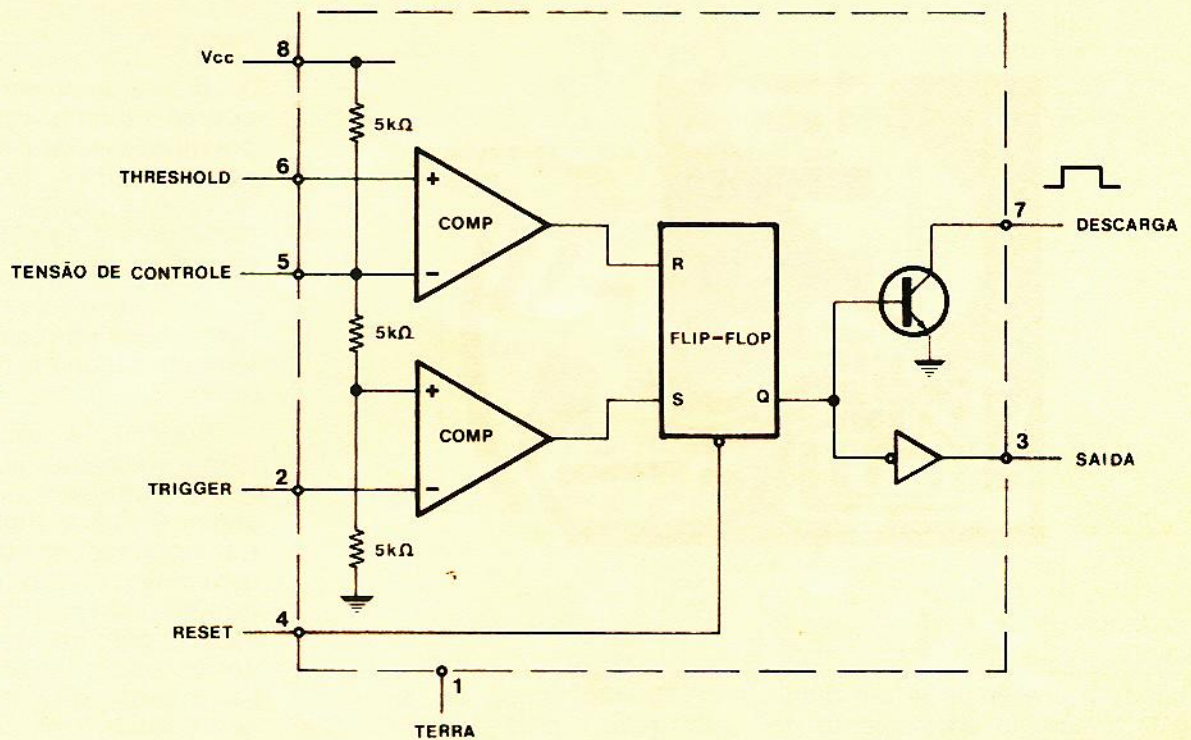 Vcc 8
5kΩ
THRESHOLD 6
+
COMP
7
DESCARGA
TENSÃO DE CONTROLE 5
−
R
5kΩ
FLIP-FLOP
+
S Q
COMP
3
SAIDA
TRIGGER 2
−
5kΩ
RESET 4
1
TERRA